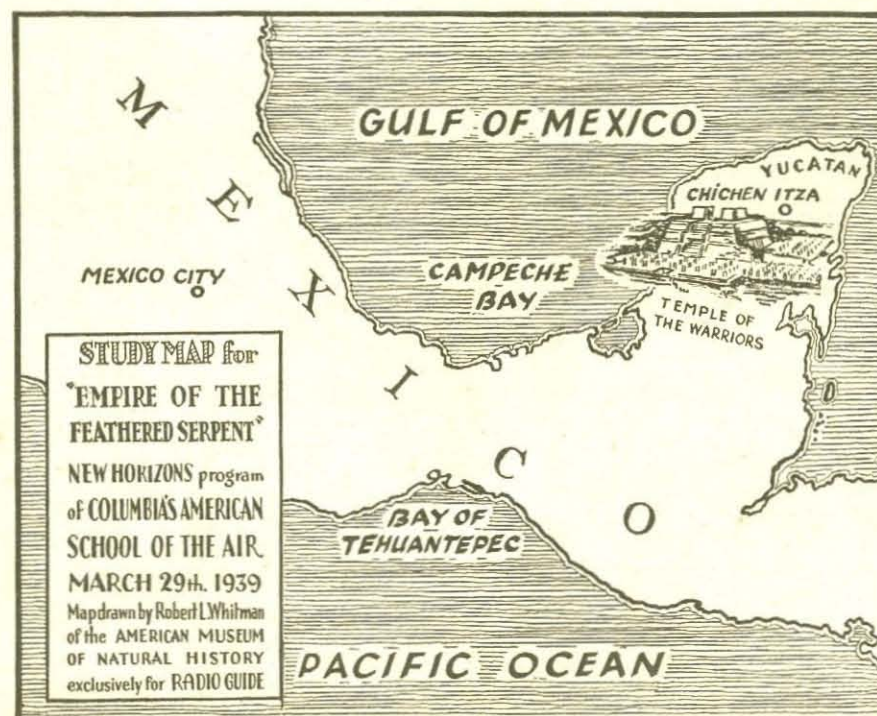 MEXICO
GULF OF MEXICO
YUCATAN
CHICHEN ITZA
MEXICO CITY
CAMPECHE
BAY
TEMPLE OF
THE WARRIORS
STUDY MAP for
"EMPIRE OF THE
FEATHERED SERPENT"
NEW HORIZONS program
of COLUMBIA'S AMERICAN
SCHOOL OF THE AIR
MARCH 29th. 1939
Map drawn by Robert L. Whitman
of the AMERICAN MUSEUM
OF NATURAL HISTORY
exclusively for RADIO GUIDE
BAY OF
TEHUANTEPEC
PACIFIC OCEAN